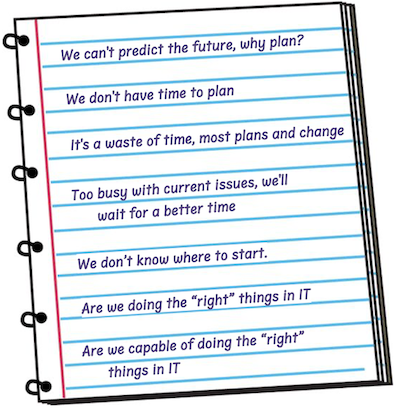 We can't predict the future, why plan?
We don't have time to plan
It's a waste of time, most plans and change
Too busy with current issues, we'll
wait for a better time
We don't know where to start.
Are we doing the “right” things in IT
Are we capable of doing the “right”
things in IT